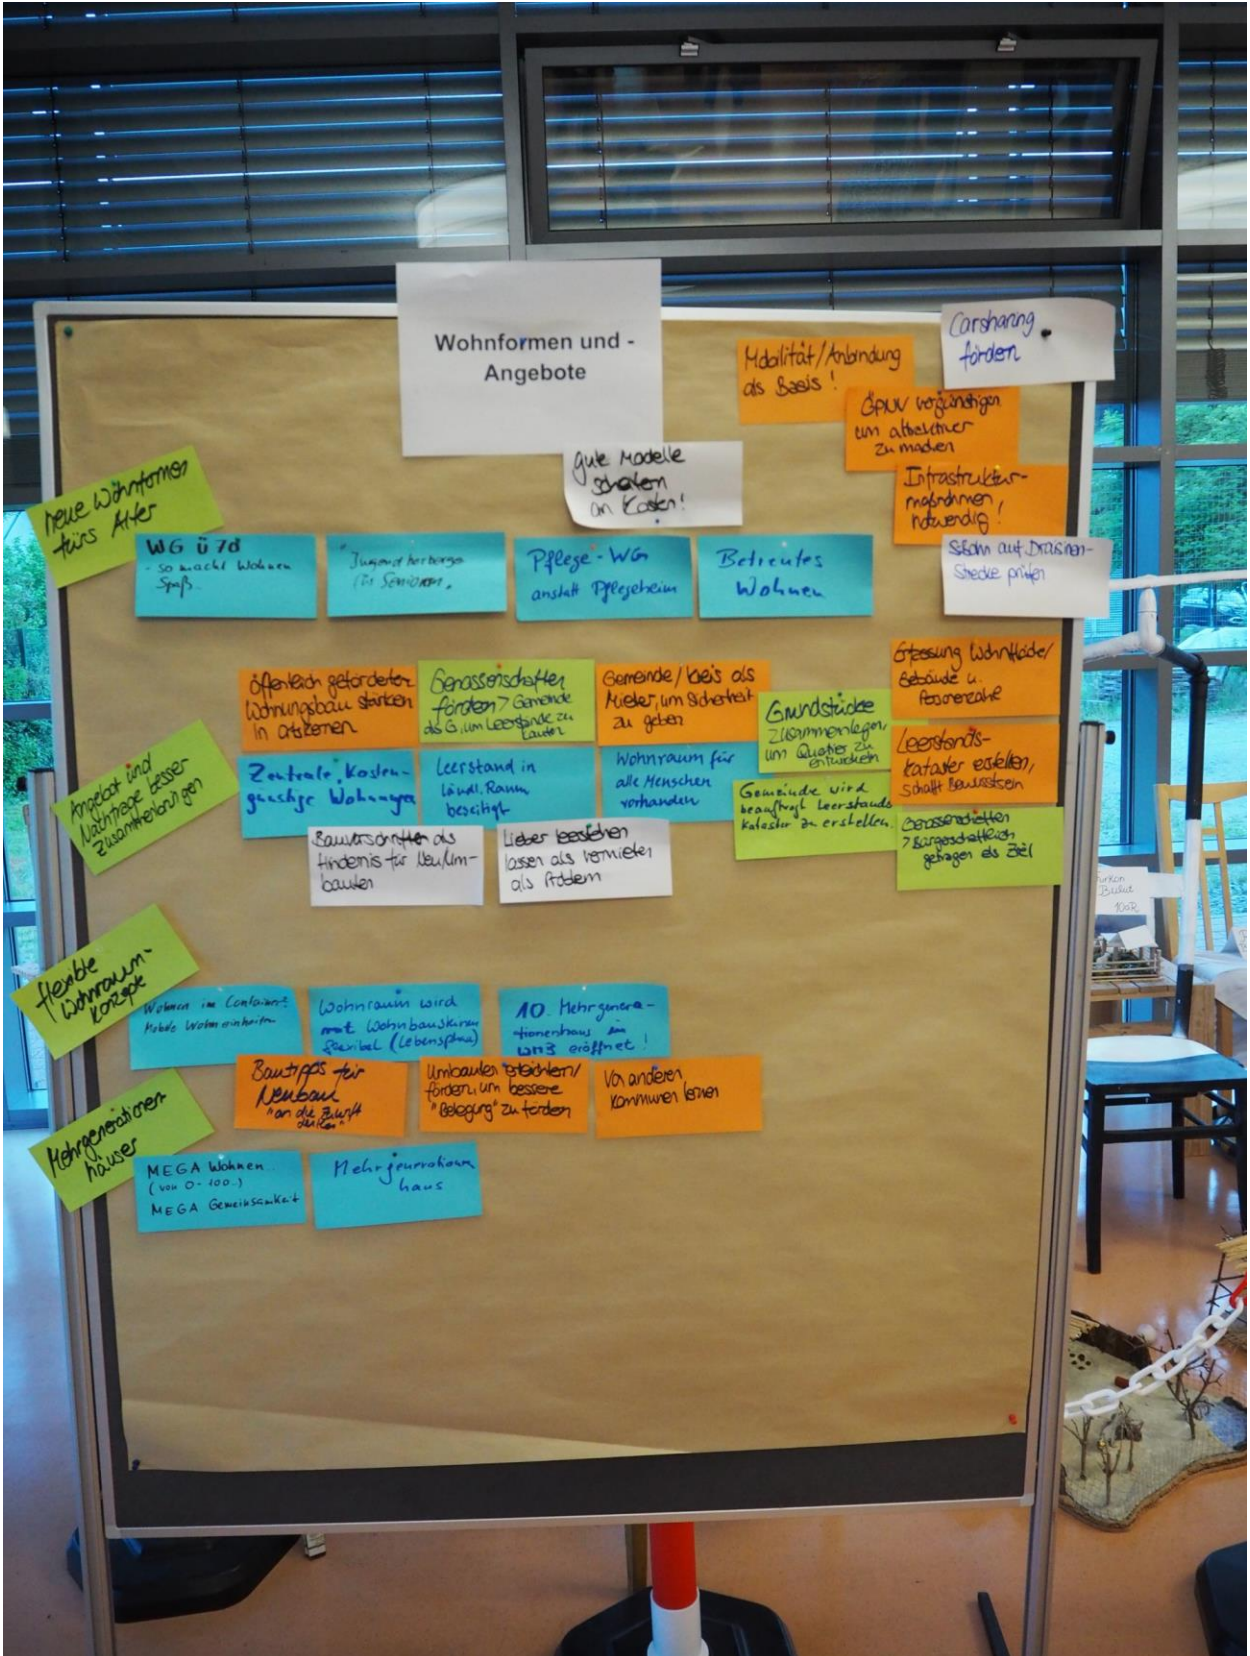 Wohnformen und -
Angebote
Carsharing
fördern
Mobilität/Anbindung
als Basis!
ÖPNV vergünstigen
um attraktiver
zu machen
gute Modelle
scheitern
an Kosten!
Infrastruktur-
maßnahmen
notwendig!
neue Wohnformen
fürs Alter
WG ü 70
- so macht Wohnen
Spaß.
Jugendherberge
für Senioren.
Pflege-WG
anstatt Pflegeheim
Betreutes
Wohnen
Schon auf Draisinen-
Strecke prüfen
öffentlich geförderten
Wohnungsbau stärken
in Ortskernen
Genossenschaften
fördern > Gemeinde
als G, um Leerstände zu
kaufen
Gemeinde/Kreis als
Mieter, um Sicherheit
zu geben
Grundstücke
zusammenlegen,
um Quartier zu
entwickeln
Erfassung Wohnfläche/
Gebäude u.
Personenzahl
Angebot und
Nachfrage besser
zusammenbringen
Zentrale, Kosten-
günstige Wohnungen
Leerstand in
ländl. Raum
beseitigt
Wohnraum für
alle Menschen
vorhanden
Gemeinde wird
beauftragt Leerstands
kataster zu erstellen.
Leerstands-
kataster erstellen,
schafft Bewusstsein
Genossenschaften
> bürgerschaftlich
getragen als Ziel
Bauvorschriften als
Hindernis für Neu/Um-
bauten
Lieber leerstehen
lassen als vermieten
als Problem
flexible
Wohnraum-
konzepte
Wohnen im Container?
Mobile Wohneinheiten
Wohnraum wird
mit Wohnbauskuren
flexibel (Lebensphase)
10. Mehrgenera-
tionenhaus im
WM3 eröffnet!
Bautipps für
Neubau
"an die Zukunft
denken"
Umbauten erleichtern/
fördern, um bessere
"Belegung" zu fördern
Von anderen
Kommunen lernen
Mehrgenerationen
häuser
MEGA Wohnen
(von 0-100..)
MEGA Gemeinsamkeit
Mehrgenerationen
haus
10a